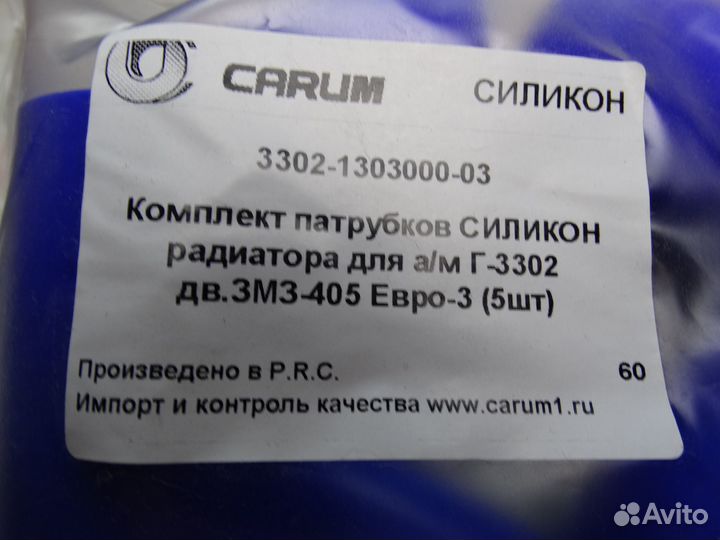 CARUM СИЛИКОН
3302-1303000-03
Комплект патрубков СИЛИКОН
радиатора для а/м Г-3302
дв.ЗМЗ-405 Евро-3 (5шт)
Произведено в P.R.C. 60
Импорт и контроль качества www.carum1.ru
Avito